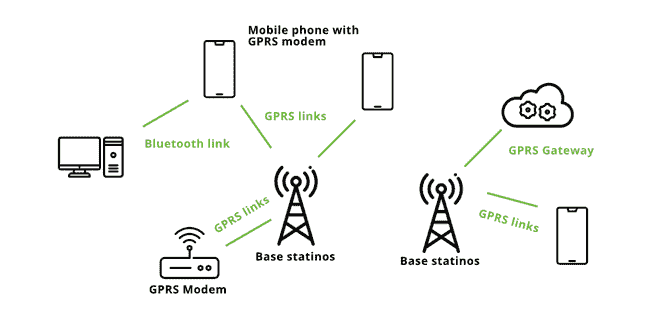 Mobile phone with
GPRS modem
GPRS links
Bluetooth link
GPRS Gateway
GPRS links
GPRS links
Base statinos
Base statinos
GPRS Modem